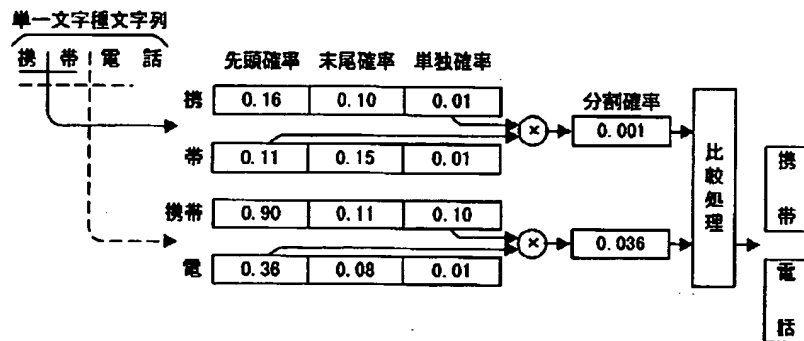 単一文字種文字列
携 帯 電 話
先頭確率 末尾確率 単独確率
携 0.16 0.10 0.01
分割確率
× 0.001
帯 0.11 0.15 0.01
比較処理
携帯
携帯 0.90 0.11 0.10
× 0.036
電 0.36 0.08 0.01
電話